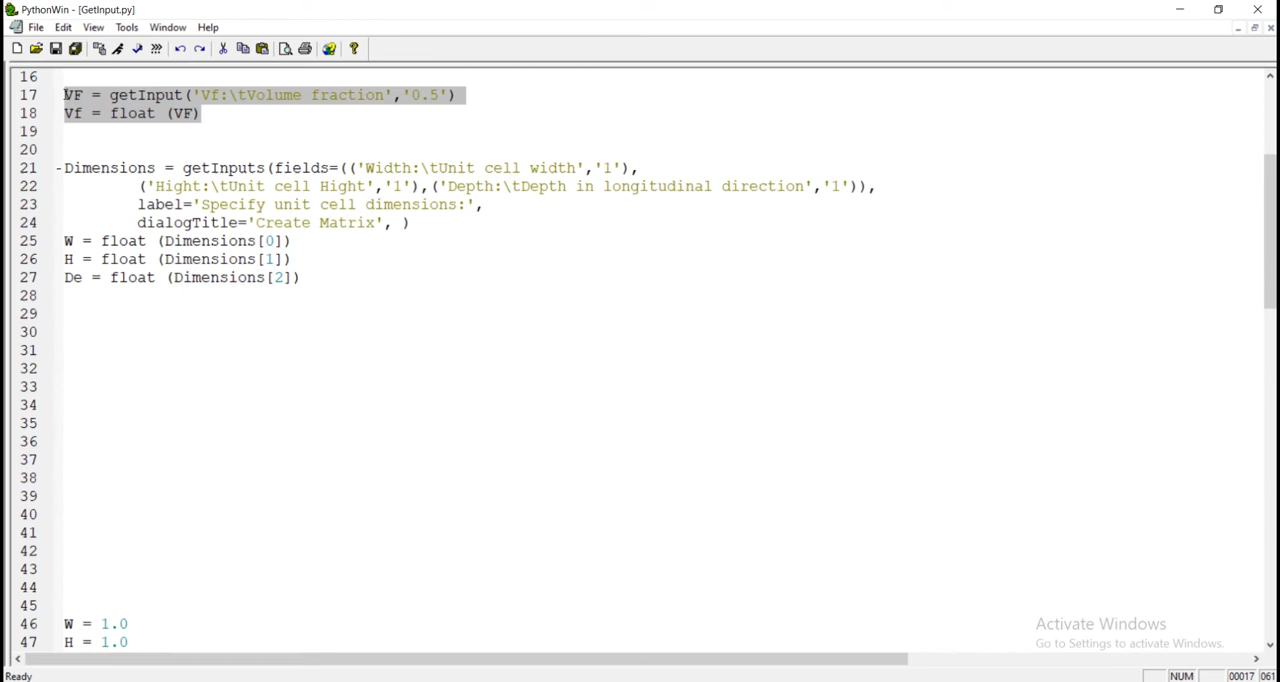 PythonWin - [GetInput.py]
File Edit View Tools Window Help
16
17 VF = getInput('Vf:\tVolume fraction','0.5')
18 Vf = float (VF)
19
20
21 -Dimensions = getInputs(fields=(('Width:\tUnit cell width','1'),
22 ('Hight:\tUnit cell Hight','1'),('Depth:\tDepth in longitudinal direction','1')),
23 label='Specify unit cell dimensions:',
24 dialogTitle='Create Matrix', )
25 W = float (Dimensions[0])
26 H = float (Dimensions[1])
27 De = float (Dimensions[2])
28
29
30
31
32
33
34
35
36
37
38
39
40
41
42
43
44
45
46 W = 1.0
47 H = 1.0
Activate Windows
Go to Settings to activate Windows.
Ready NUM 00017 061